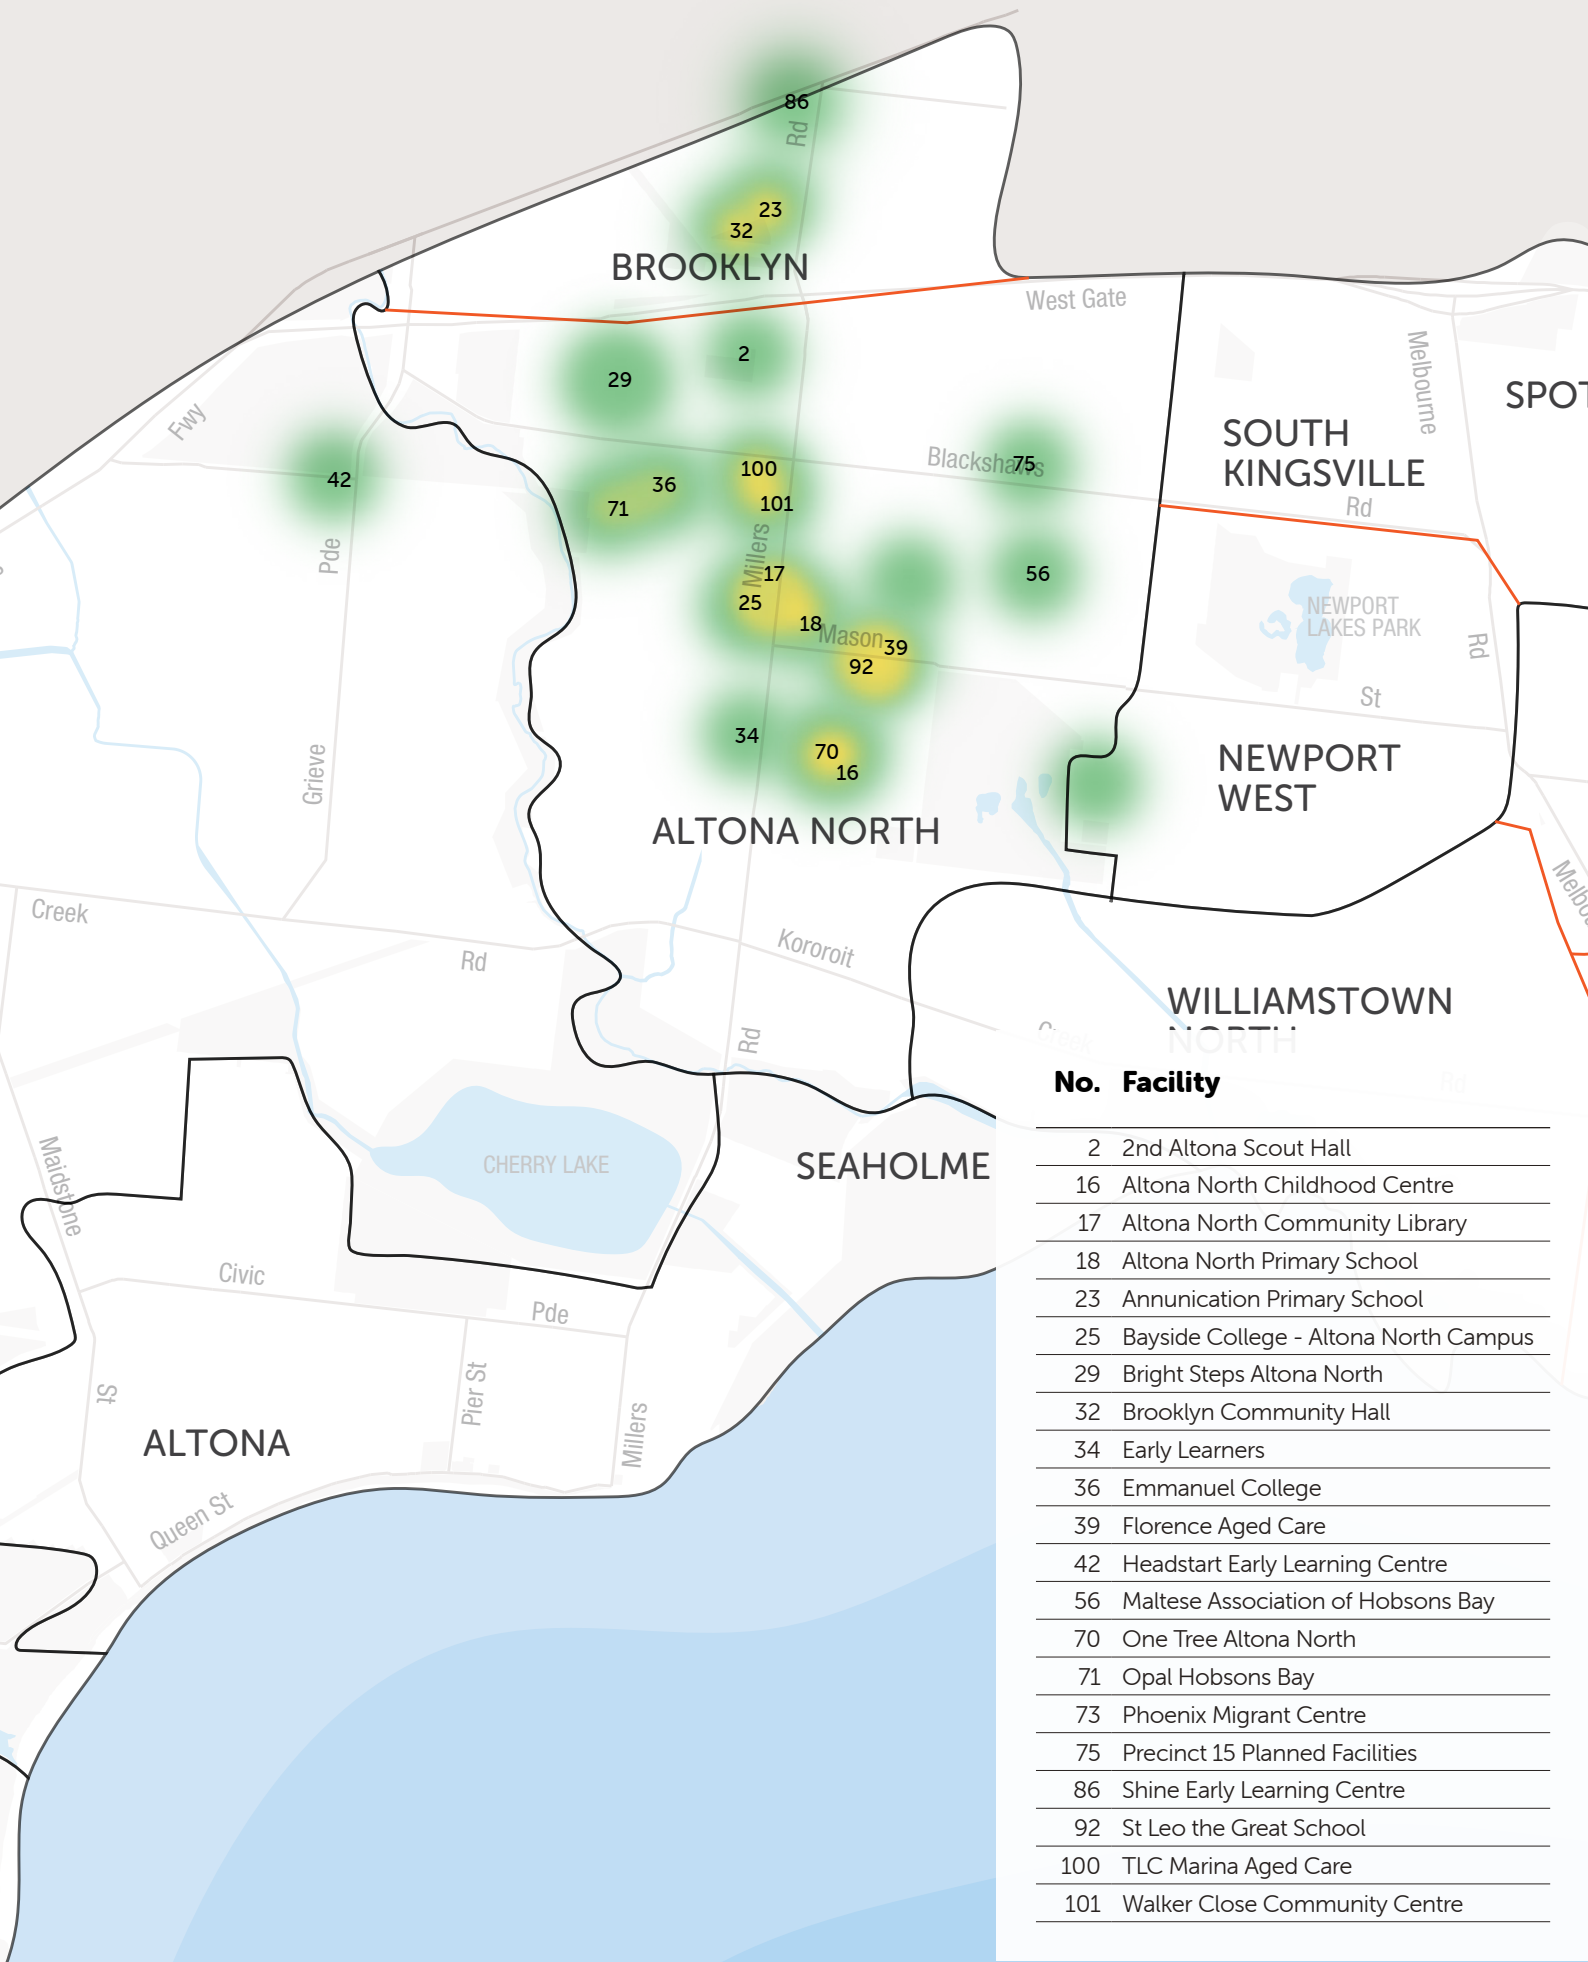 86
Rd
23
32
BROOKLYN
West Gate
2
29
Melbourne
SPOT
Fwy
SOUTH
KINGSVILLE
Blackshaws
75
100
36
42
101
71
Rd
Millers
Pde
17
56
25
NEWPORT
LAKES PARK
18
Mason
39
Rd
92
St
34
70
16
Grieve
NEWPORT
WEST
ALTONA NORTH
Creek
Kororoit
Rd
WILLIAMSTOWN
NORTH
Creek
Rd
Rd
CHERRY LAKE
SEAHOLME
Maidstone
Civic
Pde
St
Pier St
Millers
ALTONA
Queen St
No. Facility
2 2nd Altona Scout Hall
16 Altona North Childhood Centre
17 Altona North Community Library
18 Altona North Primary School
23 Annunication Primary School
25 Bayside College - Altona North Campus
29 Bright Steps Altona North
32 Brooklyn Community Hall
34 Early Learners
36 Emmanuel College
39 Florence Aged Care
42 Headstart Early Learning Centre
56 Maltese Association of Hobsons Bay
70 One Tree Altona North
71 Opal Hobsons Bay
73 Phoenix Migrant Centre
75 Precinct 15 Planned Facilities
86 Shine Early Learning Centre
92 St Leo the Great School
100 TLC Marina Aged Care
101 Walker Close Community Centre